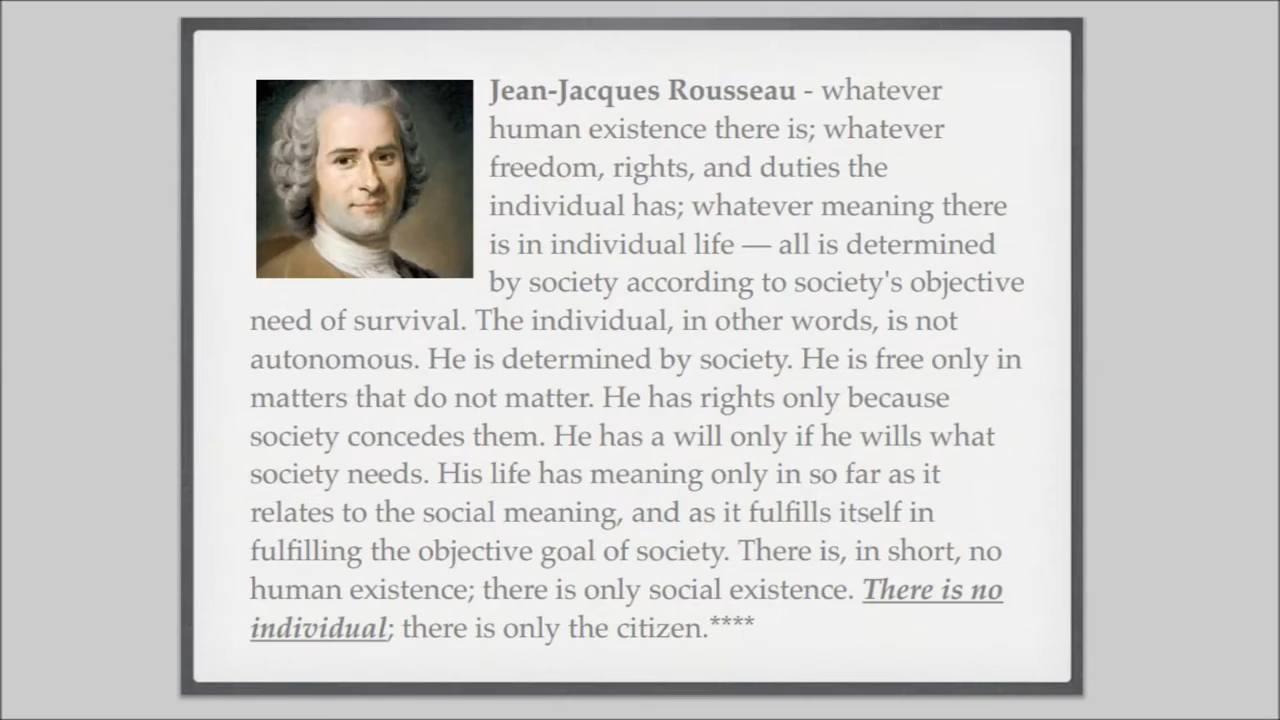 Jean-Jacques Rousseau - whatever
human existence there is; whatever
freedom, rights, and duties the
individual has; whatever meaning there
is in individual life — all is determined
by society according to society's objective
need of survival. The individual, in other words, is not
autonomous. He is determined by society. He is free only in
matters that do not matter. He has rights only because
society concedes them. He has a will only if he wills what
society needs. His life has meaning only in so far as it
relates to the social meaning, and as it fulfills itself in
fulfilling the objective goal of society. There is, in short, no
human existence; there is only social existence. There is no
individual; there is only the citizen.****